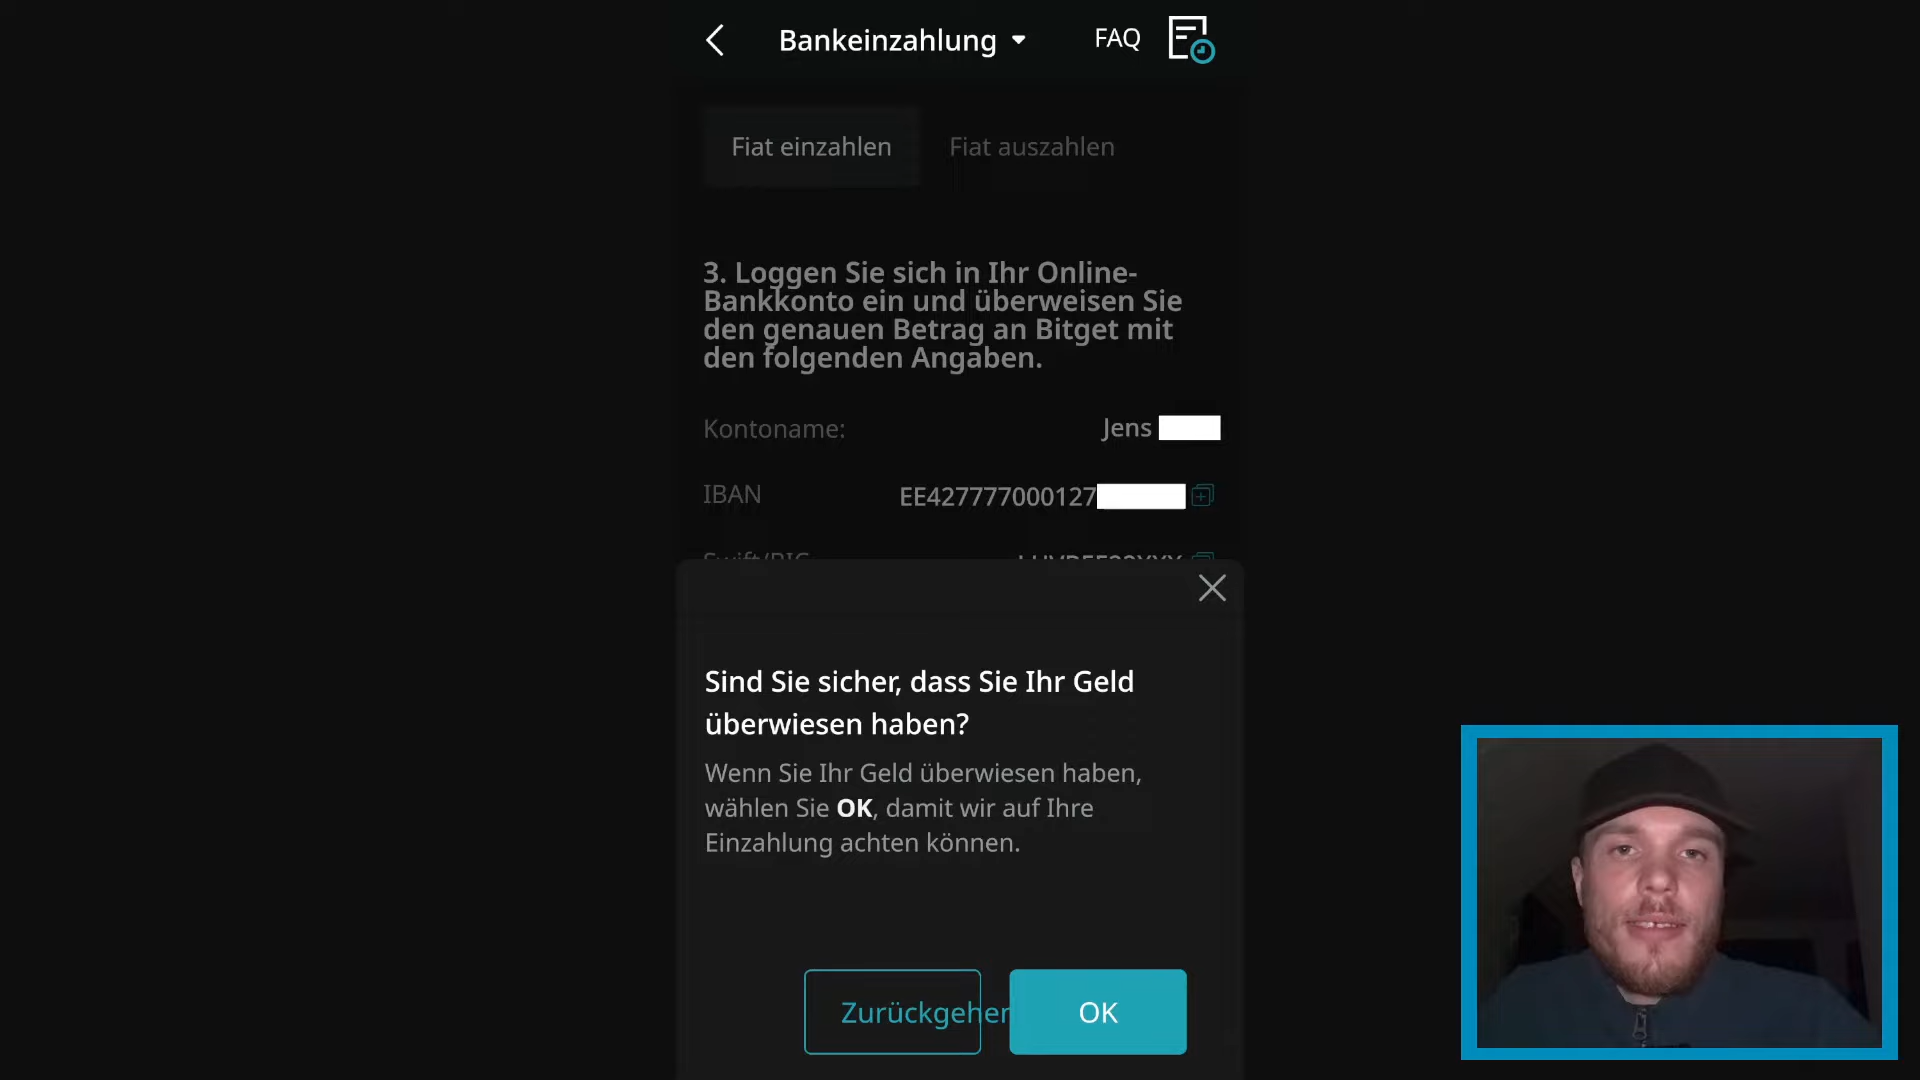 Bankeinzahlung
FAQ
Fiat einzahlen
Fiat auszahlen
3. Loggen Sie sich in Ihr Online-
Bankkonto ein und überweisen Sie
den genauen Betrag an Bitget mit
den folgenden Angaben.
Kontoname:
Jens
IBAN
EE427777000127
Swift/BIC
Sind Sie sicher, dass Sie Ihr Geld
überwiesen haben?
Wenn Sie Ihr Geld überwiesen haben,
wählen Sie OK, damit wir auf Ihre
Einzahlung achten können.
Zurückgehen
OK